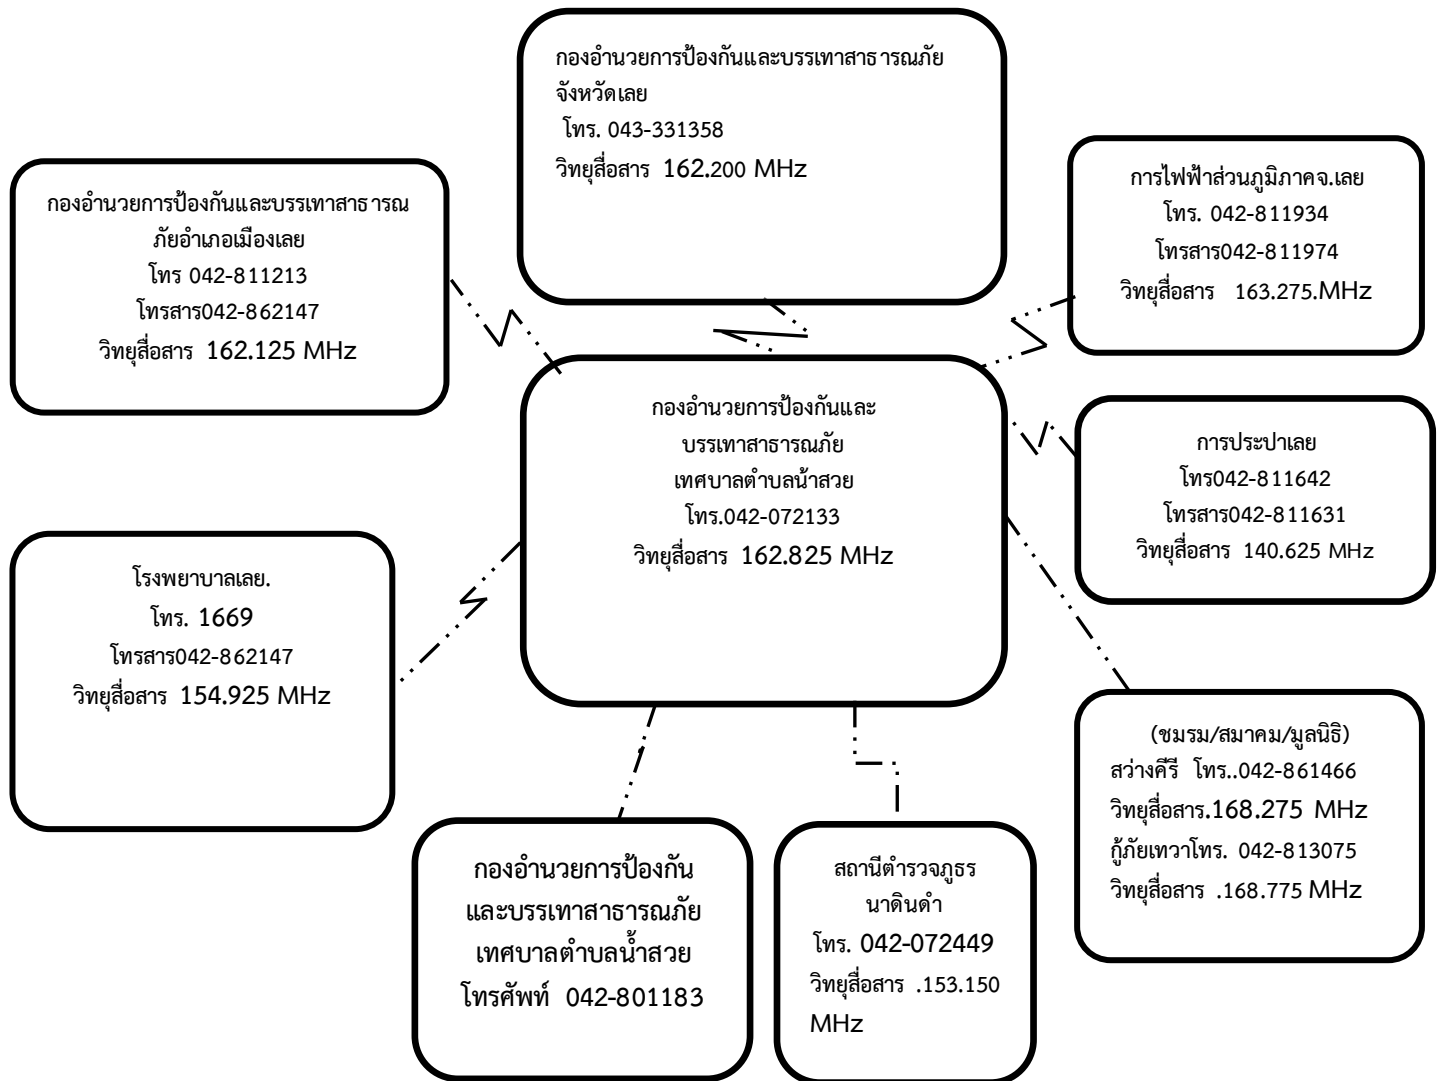 กองอำนวยการป้องกันและบรรเทาสาธารณภัย
จังหวัดเลย
โทร. 043-331358
วิทยุสื่อสาร 162.200 MHz
กองอำนวยการป้องกันและบรรเทาสาธารณ
ภัยอำเภอเมืองเลย
โทร 042-811213
โทรสาร042-862147
วิทยุสื่อสาร 162.125 MHz
การไฟฟ้าส่วนภูมิภาคจ.เลย
โทร. 042-811934
โทรสาร042-811974
วิทยุสื่อสาร 163.275.MHz
กองอำนวยการป้องกันและ
บรรเทาสาธารณภัย
เทศบาลตำบลน้ำสวย
โทร.042-072133
วิทยุสื่อสาร 162.825 MHz
การประปาเลย
โทร042-811642
โทรสาร042-811631
วิทยุสื่อสาร 140.625 MHz
โรงพยาบาลเลย.
โทร. 1669
โทรสาร042-862147
วิทยุสื่อสาร 154.925 MHz
(ชมรม/สมาคม/มูลนิธิ)
สว่างคีรี โทร..042-861466
วิทยุสื่อสาร.168.275 MHz
กู้ภัยเทวาโทร. 042-813075
วิทยุสื่อสาร .168.775 MHz
กองอำนวยการป้องกัน
และบรรเทาสาธารณภัย
เทศบาลตำบลน้ำสวย
โทรศัพท์ 042-801183
สถานีตำรวจภูธร
นาดินดำ
โทร. 042-072449
วิทยุสื่อสาร .153.150
MHz